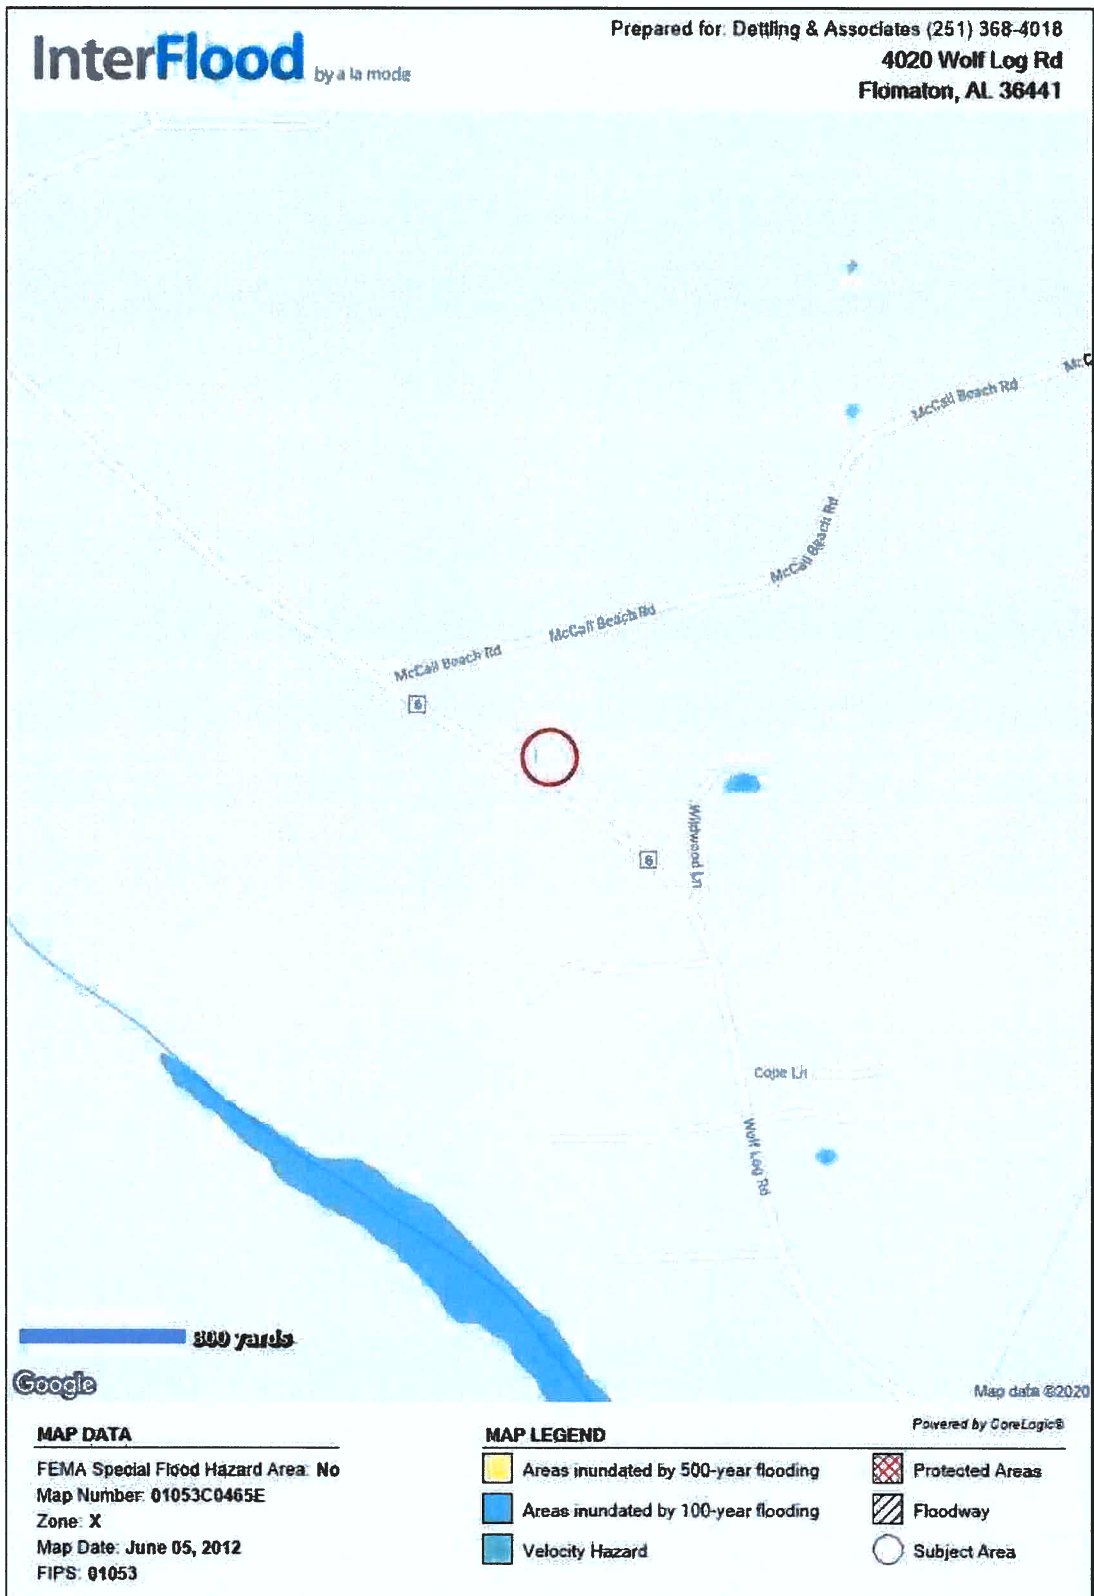 InterFlood by a la mode
Prepared for: Dettling & Associates (251) 368-4018
4020 Wolf Log Rd
Flomaton, AL 36441
McC
McCall Beach Rd
McCall Beach Rd
McCall Beach Rd
McCall Beach Rd
6
6
Wildwood Ln
Cope Ln
Wolf Log Rd
yards
Google
Map data ©2020
Powered by CoreLogic®
MAP DATA
FEMA Special Flood Hazard Area: No
Map Number: 01053C0465E
Zone: X
Map Date: June 05, 2012
FIPS: 01053
MAP LEGEND
Areas inundated by 500-year flooding
Areas inundated by 100-year flooding
Velocity Hazard
Protected Areas
Floodway
Subject Area